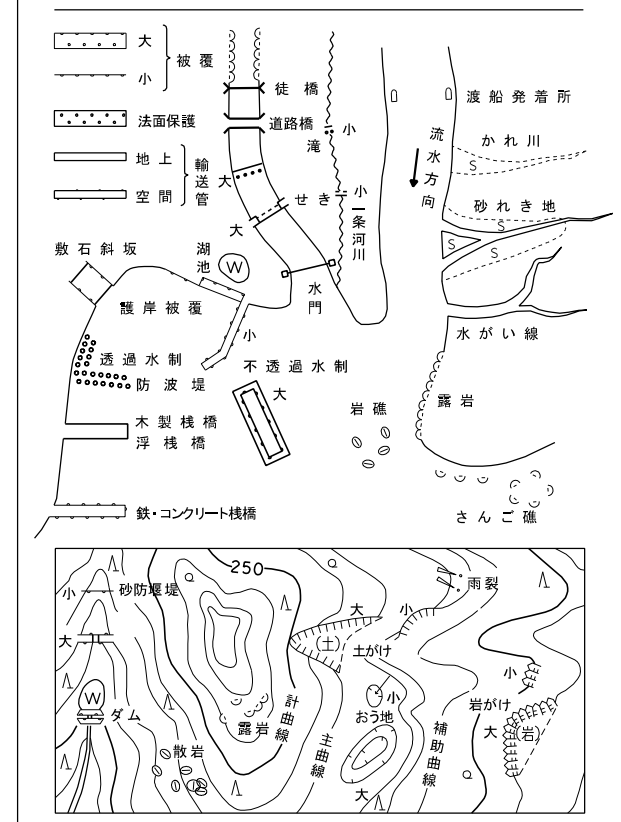 大
小
被覆
徒橋
渡船発着所
法面保護
道路橋
小
滝
流水方向
かれ川
S
地上
輸送管
大
空間
せき
小
一条河川
砂れき地
S
大
敷石斜坂
湖池
W
S
S
護岸被覆
水門
小
水がい線
透過水制
不透過水制
防波堤
大
岩礁
露岩
木製桟橋
浮桟橋
鉄・コンクリート桟橋
さんご礁
250
雨裂
小
砂防堰堤
大
小
大
土
土がけ
小
W
小
岩がけ
ダム
計曲線
おう地
露岩
大
(岩)
散岩
主曲線
補助曲線
大